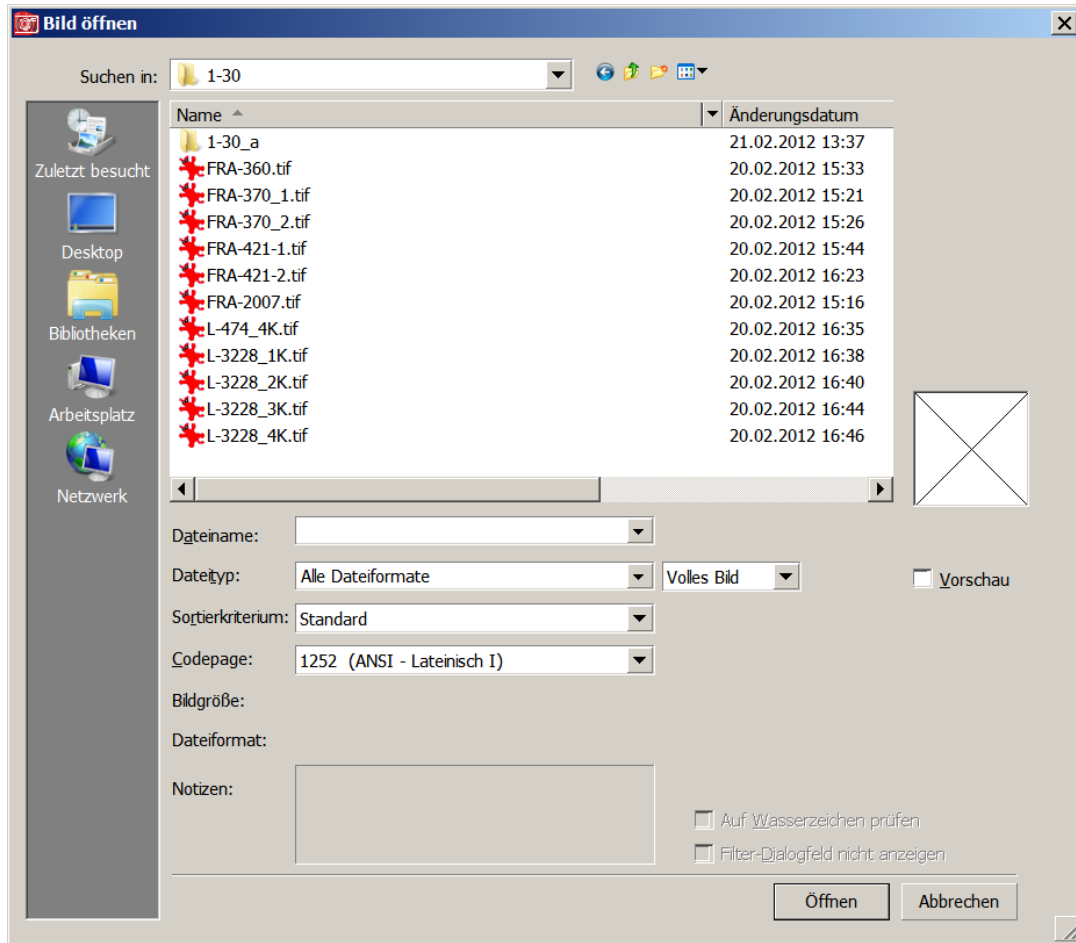 Bild öffnen
Suchen in: 1-30
Name Änderungsdatum
1-30_a 21.02.2012 13:37
FRA-360.tif 20.02.2012 15:33
FRA-370_1.tif 20.02.2012 15:21
FRA-370_2.tif 20.02.2012 15:26
FRA-421-1.tif 20.02.2012 15:44
FRA-421-2.tif 20.02.2012 16:23
FRA-2007.tif 20.02.2012 15:16
L-474_4K.tif 20.02.2012 16:35
L-3228_1K.tif 20.02.2012 16:38
L-3228_2K.tif 20.02.2012 16:40
L-3228_3K.tif 20.02.2012 16:44
L-3228_4K.tif 20.02.2012 16:46
Zuletzt besucht
Desktop
Bibliotheken
Arbeitsplatz
Netzwerk
Dateiname:
Dateityp: Alle Dateiformate Volles Bild Vorschau
Sortierkriterium: Standard
Codepage: 1252 (ANSI - Lateinisch I)
Bildgröße:
Dateiformat:
Notizen:
Auf Wasserzeichen prüfen
Filter-Dialogfeld nicht anzeigen
Öffnen Abbrechen